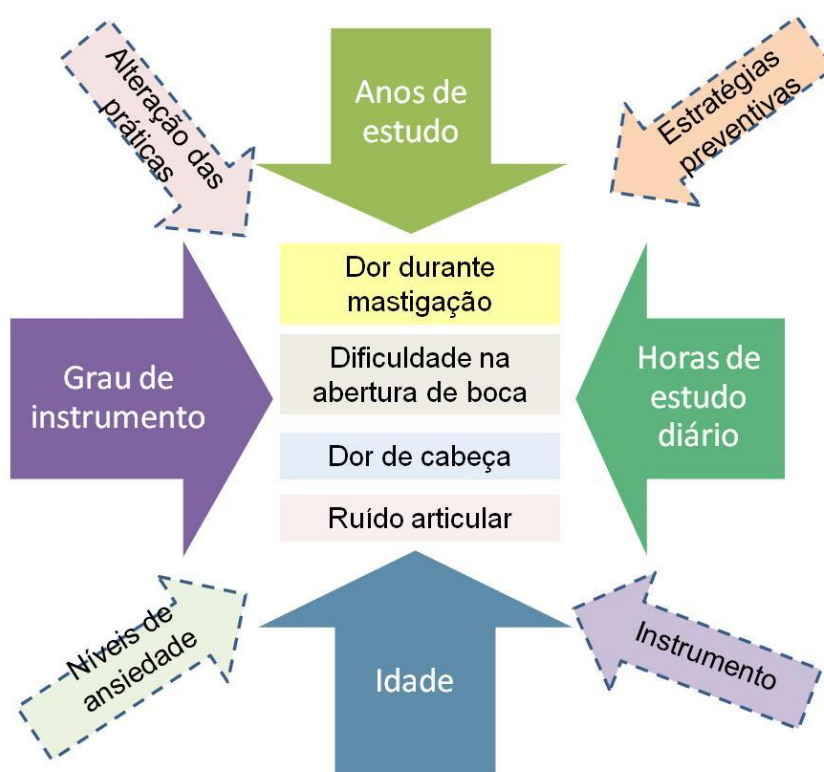 Alteração das
práticas
Anos de
estudo
Estratégias
preventivas
Dor durante
mastigação
Grau de
instrumento
Dificuldade na
abertura de boca
Horas de
estudo
diário
Dor de cabeça
Ruído articular
Níveis de
ansiedade
Idade
Instrumento